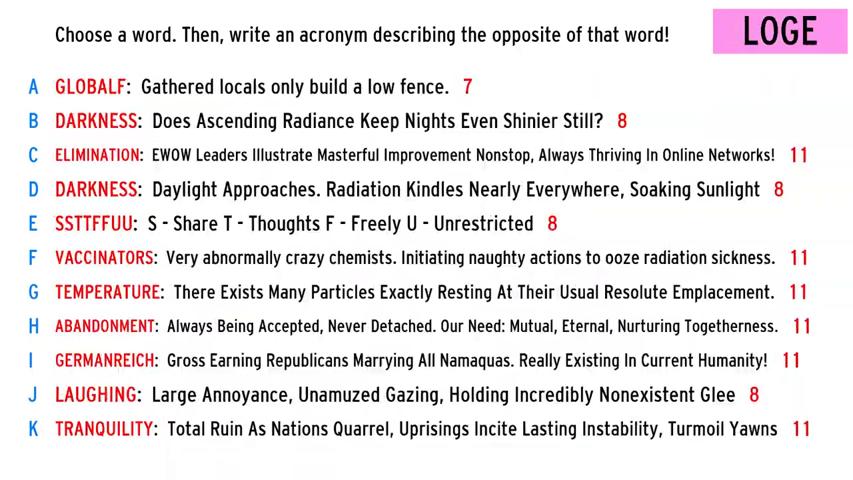 Choose a word. Then, write an acronym describing the opposite of that word!
LOGE
A GLOBALF: Gathered locals only build a low fence. 7
B DARKNESS: Does Ascending Radiance Keep Nights Even Shinier Still? 8
C ELIMINATION: EWOW Leaders Illustrate Masterful Improvement Nonstop, Always Thriving In Online Networks! 11
D DARKNESS: Daylight Approaches. Radiation Kindles Nearly Everywhere, Soaking Sunlight 8
E SSTTFFUU: S - Share T - Thoughts F - Freely U - Unrestricted 8
F VACCINATORS: Very abnormally crazy chemists. Initiating naughty actions to ooze radiation sickness. 11
G TEMPERATURE: There Exists Many Particles Exactly Resting At Their Usual Resolute Emplacement. 11
H ABANDONMENT: Always Being Accepted, Never Detached. Our Need: Mutual, Eternal, Nurturing Togetherness. 11
I GERMANREICH: Gross Earning Republicans Marrying All Namaquas. Really Existing In Current Humanity! 11
J LAUGHING: Large Annoyance, Unamuzed Gazing, Holding Incredibly Nonexistent Glee 8
K TRANQUILITY: Total Ruin As Nations Quarrel, Uprisings Incite Lasting Instability, Turmoil Yawns 11